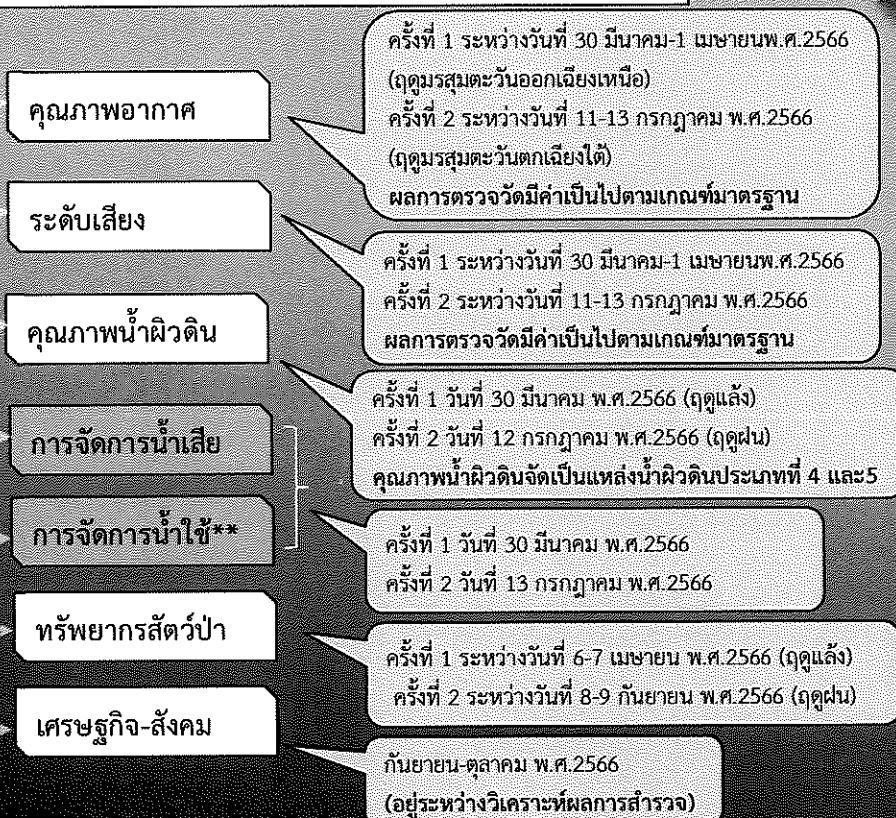 คุณภาพอากาศ
ครั้งที่ 1 ระหว่างวันที่ 30 มีนาคม-1 เมษายนพ.ศ.2566
(ฤดูมรสุมตะวันออกเฉียงเหนือ)
ครั้งที่ 2 ระหว่างวันที่ 11-13 กรกฎาคม พ.ศ.2566
(ฤดูมรสุมตะวันตกเฉียงใต้)
ผลการตรวจวัดมีค่าเป็นไปตามเกณฑ์มาตรฐาน
ระดับเสียง
ครั้งที่ 1 ระหว่างวันที่ 30 มีนาคม-1 เมษายนพ.ศ.2566
ครั้งที่ 2 ระหว่างวันที่ 11-13 กรกฎาคม พ.ศ.2566
ผลการตรวจวัดมีค่าเป็นไปตามเกณฑ์มาตรฐาน
คุณภาพน้ำผิวดิน
ครั้งที่ 1 วันที่ 30 มีนาคม พ.ศ.2566 (ฤดูแล้ง)
ครั้งที่ 2 วันที่ 12 กรกฎาคม พ.ศ.2566 (ฤดูฝน)
คุณภาพน้ำผิวดินจัดเป็นแหล่งน้ำผิวดินประเภทที่ 4 และ5
การจัดการน้ำเสีย
การจัดการน้ำใช้**
ครั้งที่ 1 วันที่ 30 มีนาคม พ.ศ.2566
ครั้งที่ 2 วันที่ 13 กรกฎาคม พ.ศ.2566
ทรัพยากรสัตว์ป่า
ครั้งที่ 1 ระหว่างวันที่ 6-7 เมษายน พ.ศ.2566 (ฤดูแล้ง)
ครั้งที่ 2 ระหว่างวันที่ 8-9 กันยายน พ.ศ.2566 (ฤดูฝน)
เศรษฐกิจ-สังคม
กันยายน-ตุลาคม พ.ศ.2566
(อยู่ระหว่างวิเคราะห์ผลการสำรวจ)